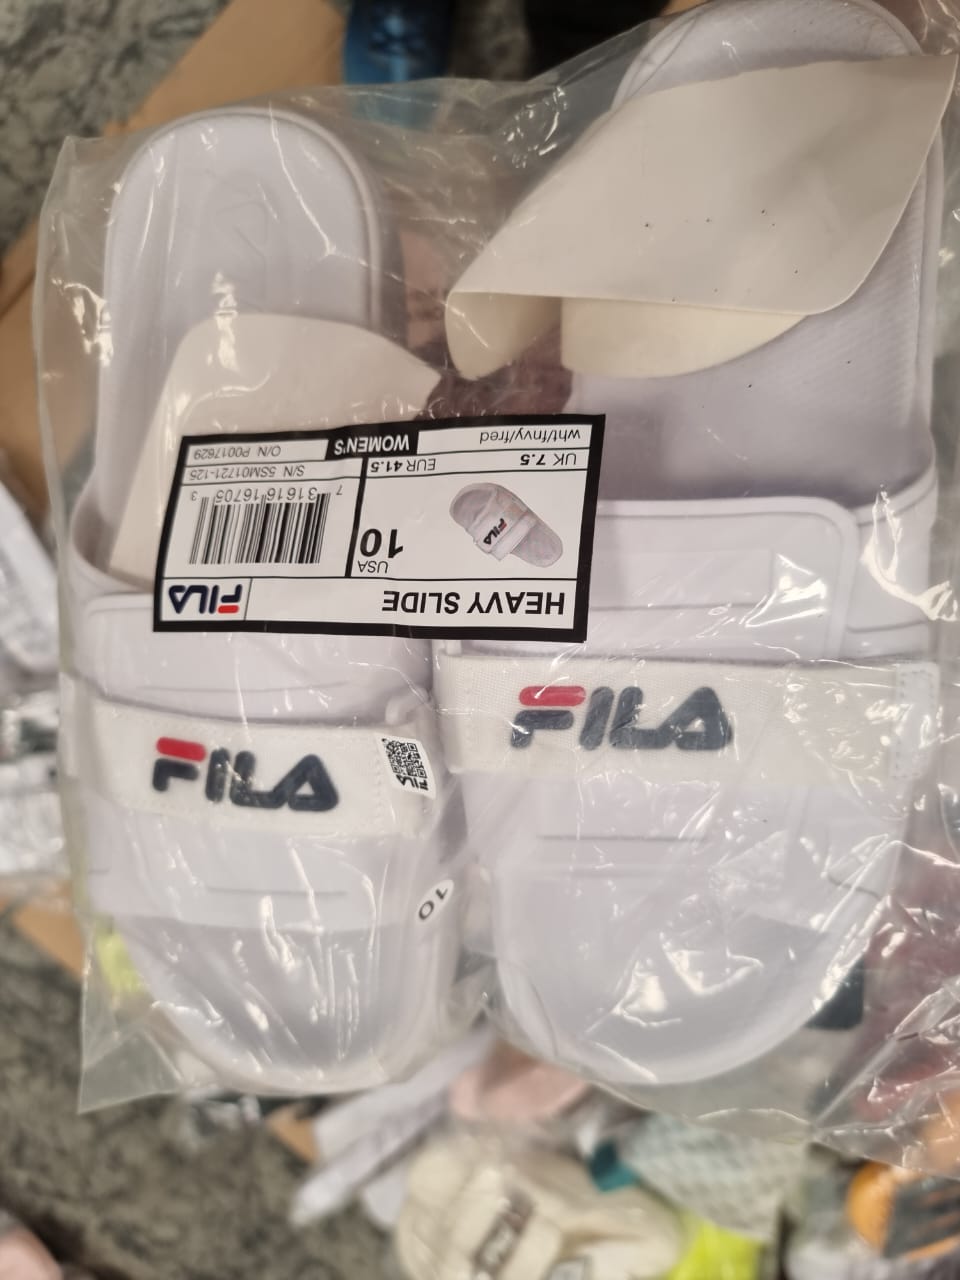 HEAVY SLIDE
FILA
USA
10
FILA
7 31616 16705 3
UK 7.5
EUR 41.5
S/N 5SM01721-125
wht/fnvy/fred
WOMEN'S
O/N P0017629
FILA
FILA
FILA
10